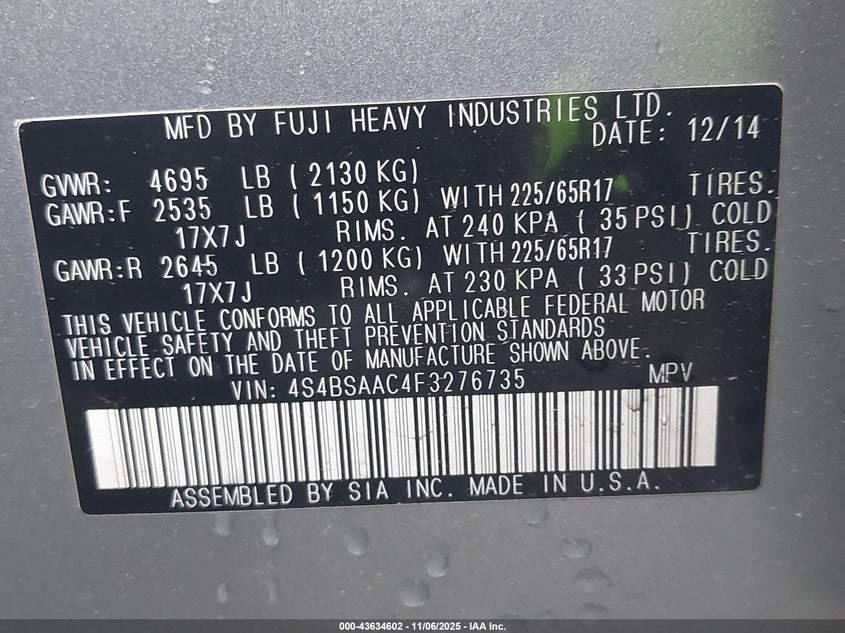 MFD BY FUJI HEAVY INDUSTRIES LTD.
DATE: 12/14
GVWR: 4695 LB ( 2130 KG)
GAWR:F 2535 LB ( 1150 KG) WITH 225/65R17 TIRES.
17X7J RIMS. AT 240 KPA ( 35 PSI) COLD
GAWR:R 2645 LB ( 1200 KG) WITH 225/65R17 TIRES.
17X7J RIMS. AT 230 KPA ( 33 PSI) COLD
THIS VEHICLE CONFORMS TO ALL APPLICABLE FEDERAL MOTOR
VEHICLE SAFETY AND THEFT PREVENTION STANDARDS
IN EFFECT ON THE DATE OF MANUFACTURE SHOWN ABOVE.
VIN: 4S4BSAAC4F3276735 MPV
ASSEMBLED BY SIA INC. MADE IN U.S.A.
000-43634602 - 11/06/2025 - IAA Inc.